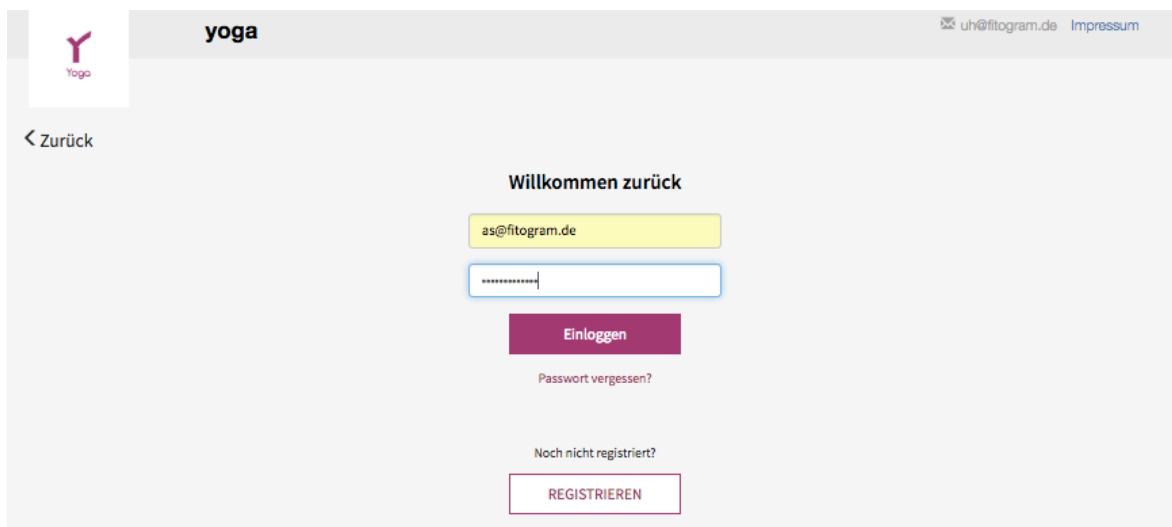 Yoga
yoga
uh@fitogram.de Impressum
Zurück
Willkommen zurück
as@fitogram.de
•••••••••••••
Einloggen
Passwort vergessen?
Noch nicht registriert?
REGISTRIEREN